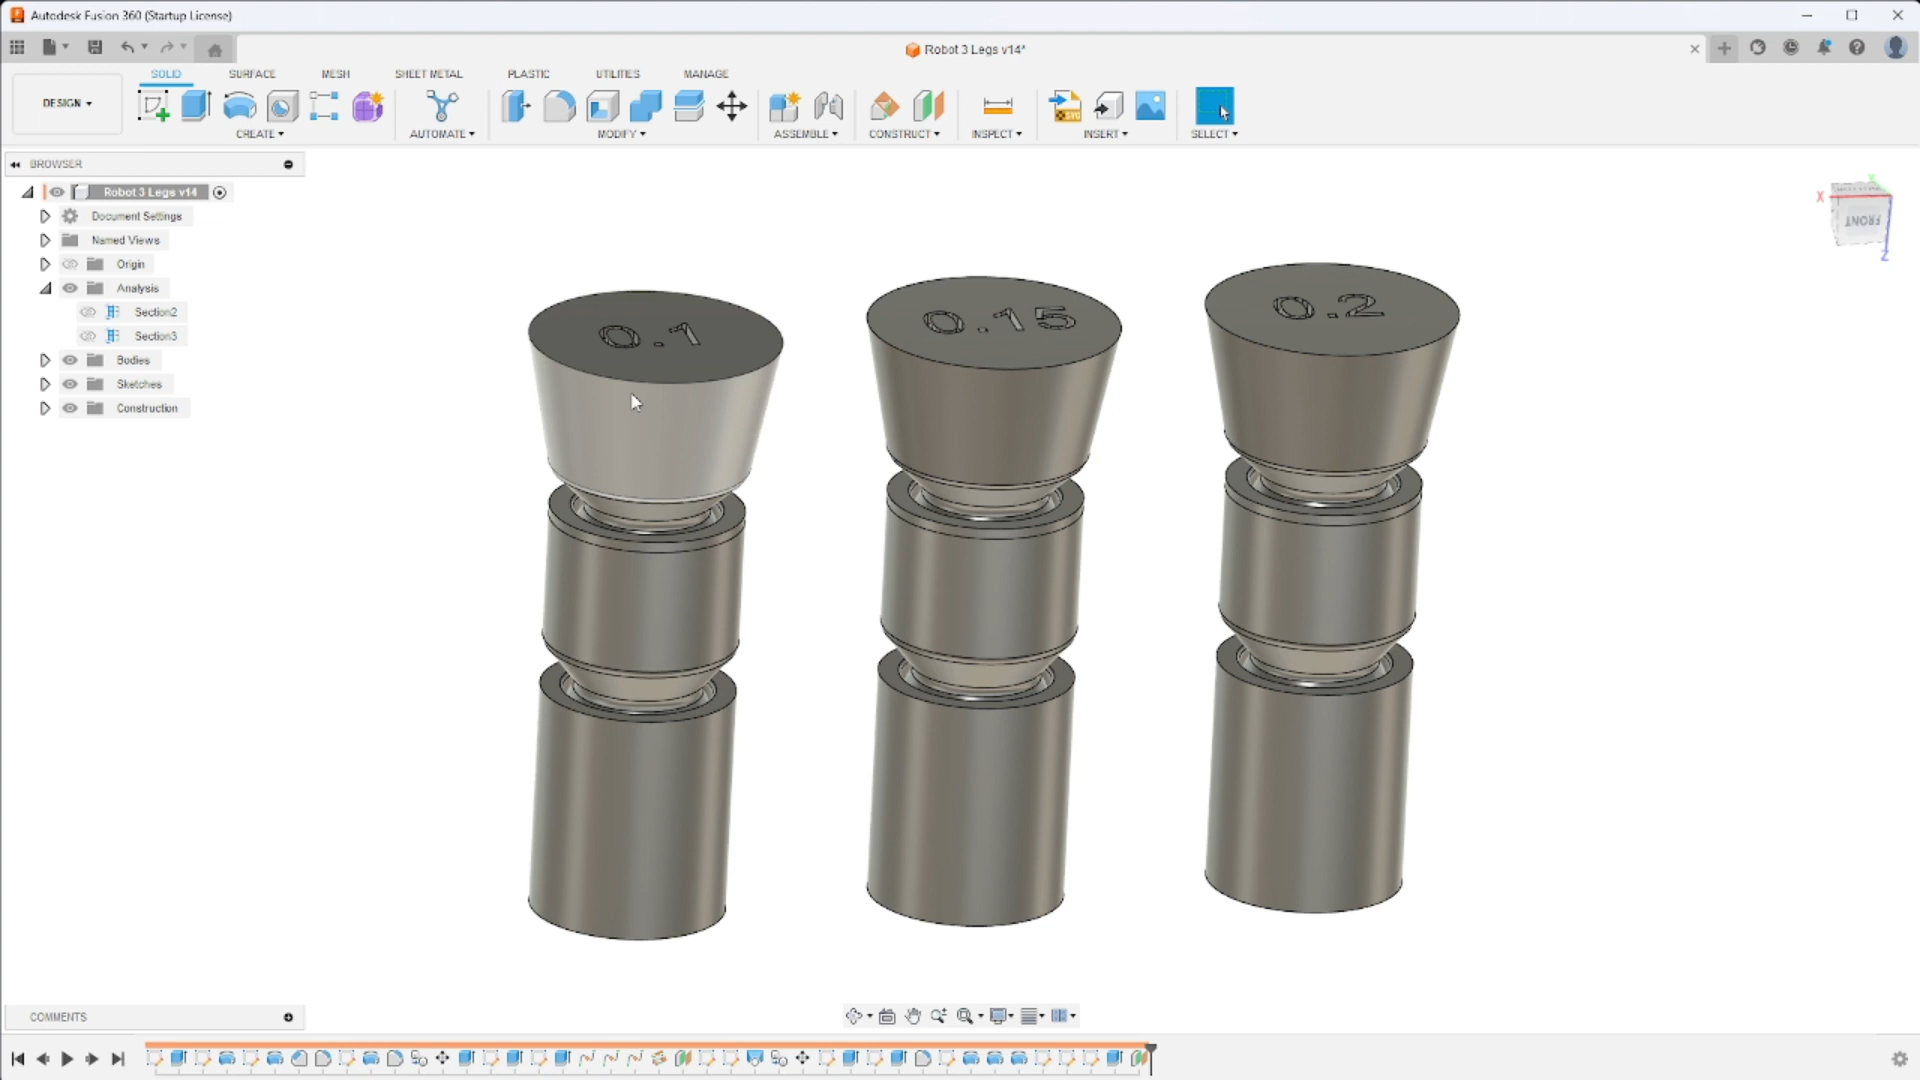 Autodesk Fusion 360 (Startup License)
Robot 3 Legs v14*
SOLID SURFACE MESH SHEET METAL PLASTIC UTILITIES MANAGE
DESIGN
CREATE AUTOMATE MODIFY ASSEMBLE CONSTRUCT INSPECT INSERT SELECT
BROWSER
Robot 3 Legs v14
Document Settings
Named Views
Origin
Analysis
Section2
Section3
Bodies
Sketches
Construction
0.1
0.15
0.2
X
FRONT
Z
COMMENTS